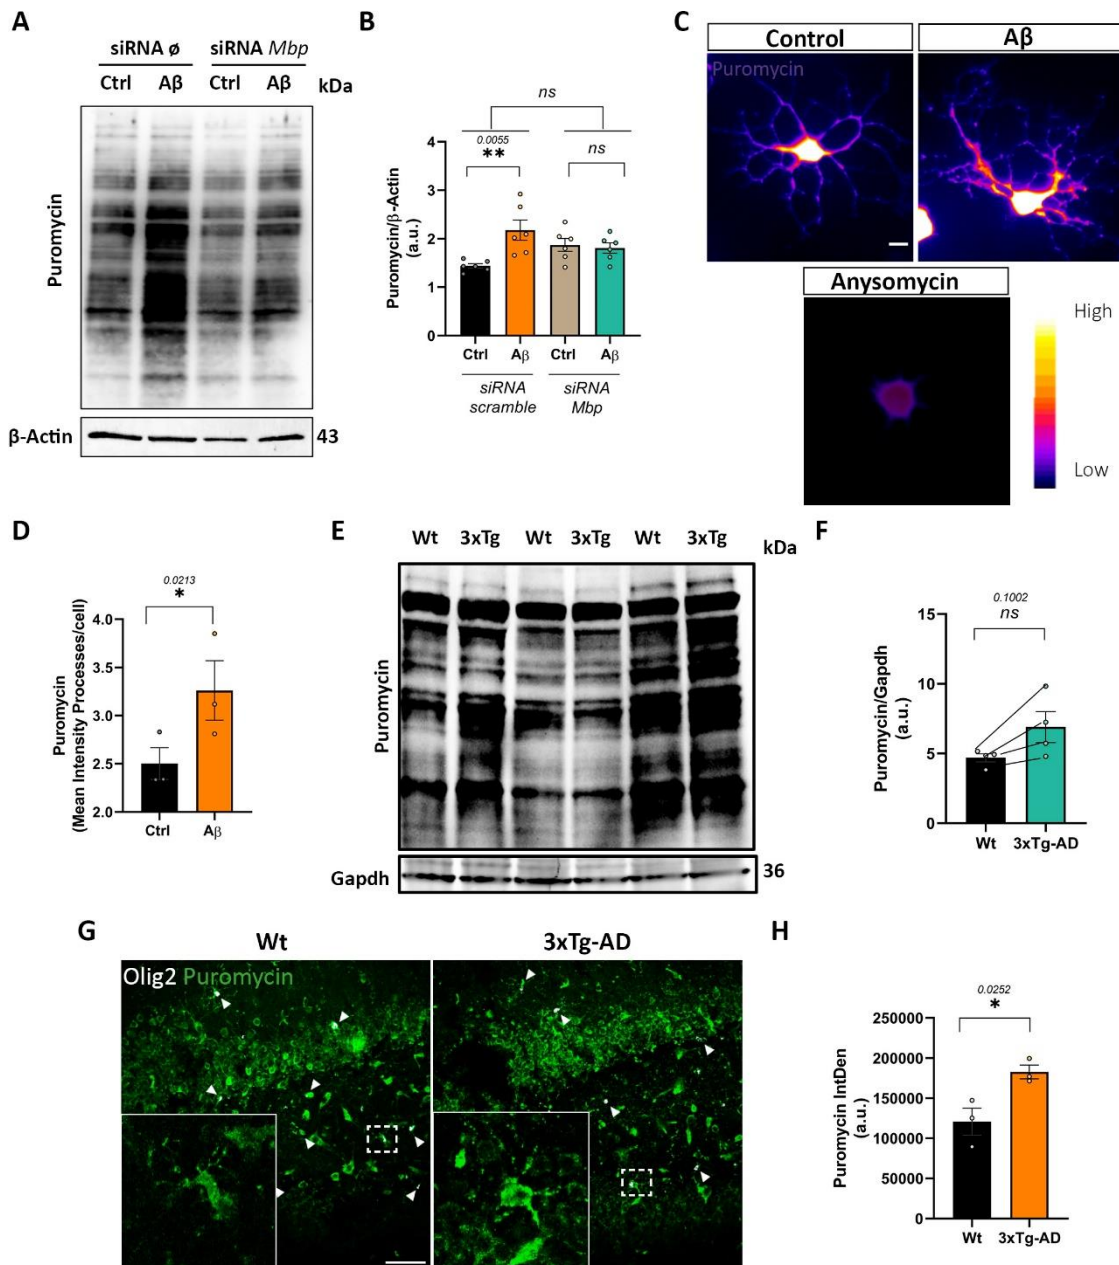 A
siRNA ø siRNA Mbp
Ctrl Aβ Ctrl Aβ kDa
Puromycin
β-Actin 43
B
ns
0.0055
** ns
Puromycin/β-Actin
(a.u.)
4
3
2
1
0
Ctrl Aβ Ctrl Aβ
siRNA scramble
siRNA Mbp
C
Control Aβ
Puromycin
Anysomycin
High
Low
D
0.0213
*
Puromycin
(Mean Intensity Processes/cell)
4.0
3.5
3.0
2.5
2.0
Ctrl Aβ
E
Wt 3xTg Wt 3xTg Wt 3xTg kDa
Puromycin
Gapdh 36
F
0.1002
ns
Puromycin/Gapdh
(a.u.)
15
10
5
0
Wt 3xTg-AD
G
Wt 3xTg-AD
Olig2 Puromycin
H
0.0252
*
Puromycin IntDen
(a.u.)
250000
200000
150000
100000
50000
0
Wt 3xTg-AD